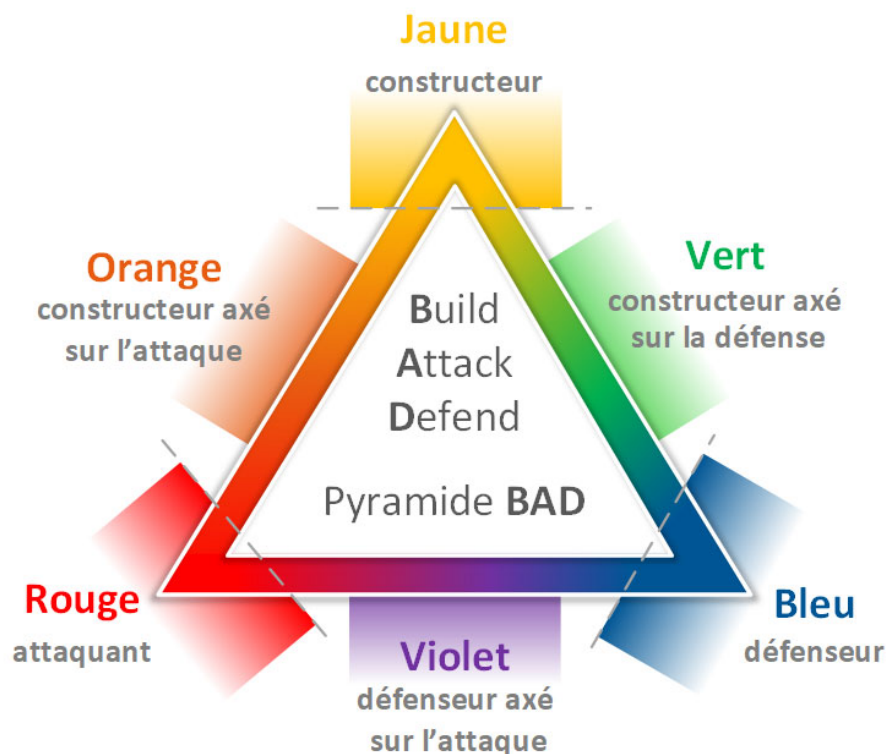 Jaune
constructeur
Orange
constructeur axé
sur l’attaque
Vert
constructeur axé
sur la défense
Build
Attack
Defend
Pyramide BAD
Rouge
attaquant
Violet
défenseur axé
sur l’attaque
Bleu
défenseur